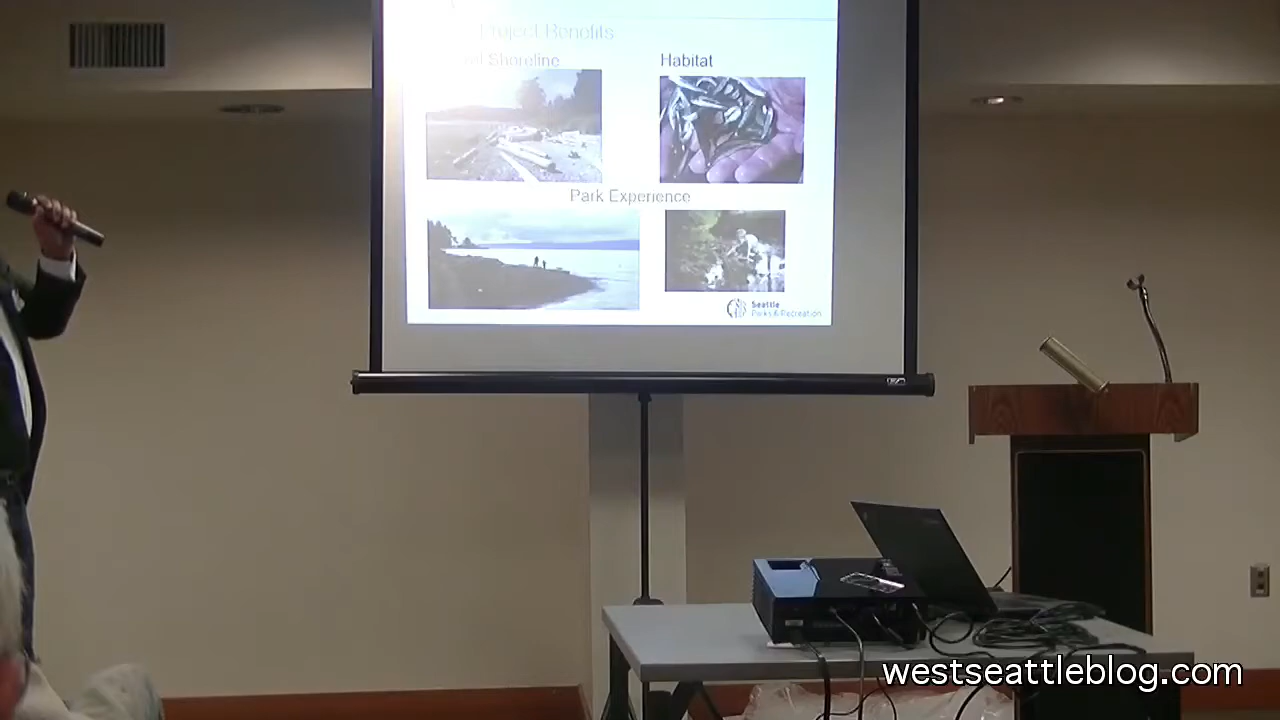 Project Benefits
Shoreline
Habitat
Park Experience
Seattle
Parks & Recreation
westseattleblog.com